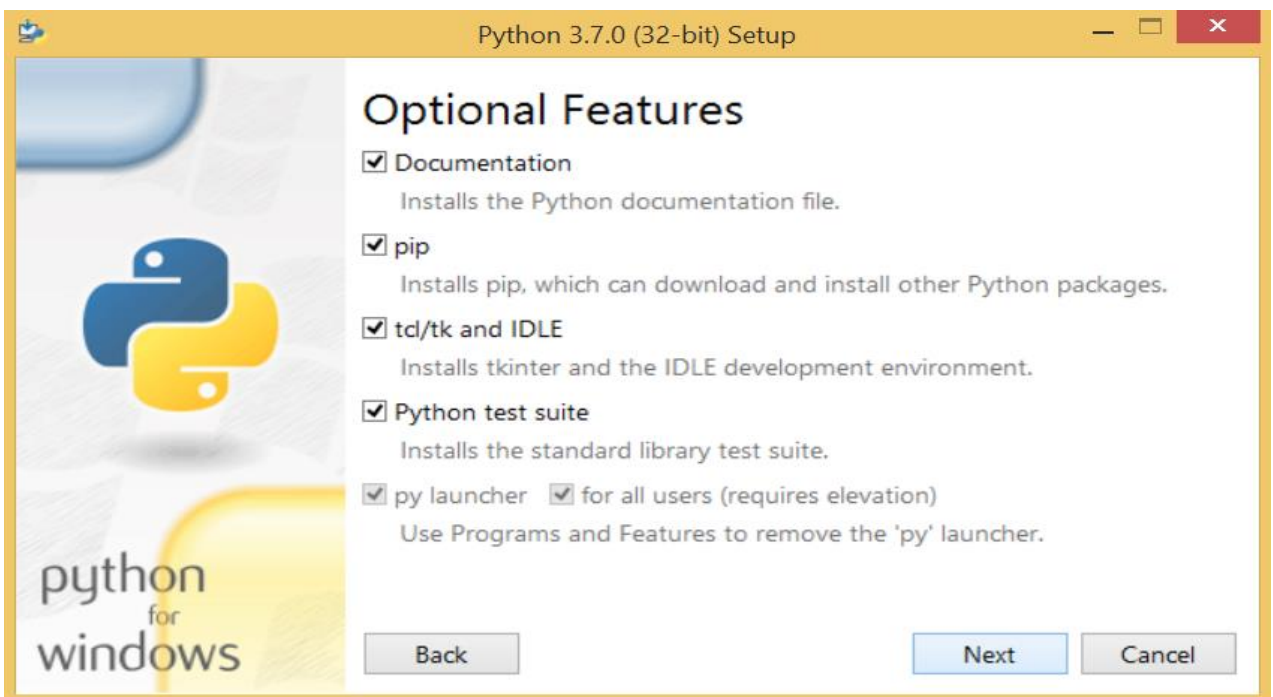 Python 3.7.0 (32-bit) Setup
Optional Features
Documentation
Installs the Python documentation file.
pip
Installs pip, which can download and install other Python packages.
tcl/tk and IDLE
Installs tkinter and the IDLE development environment.
Python test suite
Installs the standard library test suite.
py launcher for all users (requires elevation)
Use Programs and Features to remove the 'py' launcher.
python
for
windows
Back Next Cancel